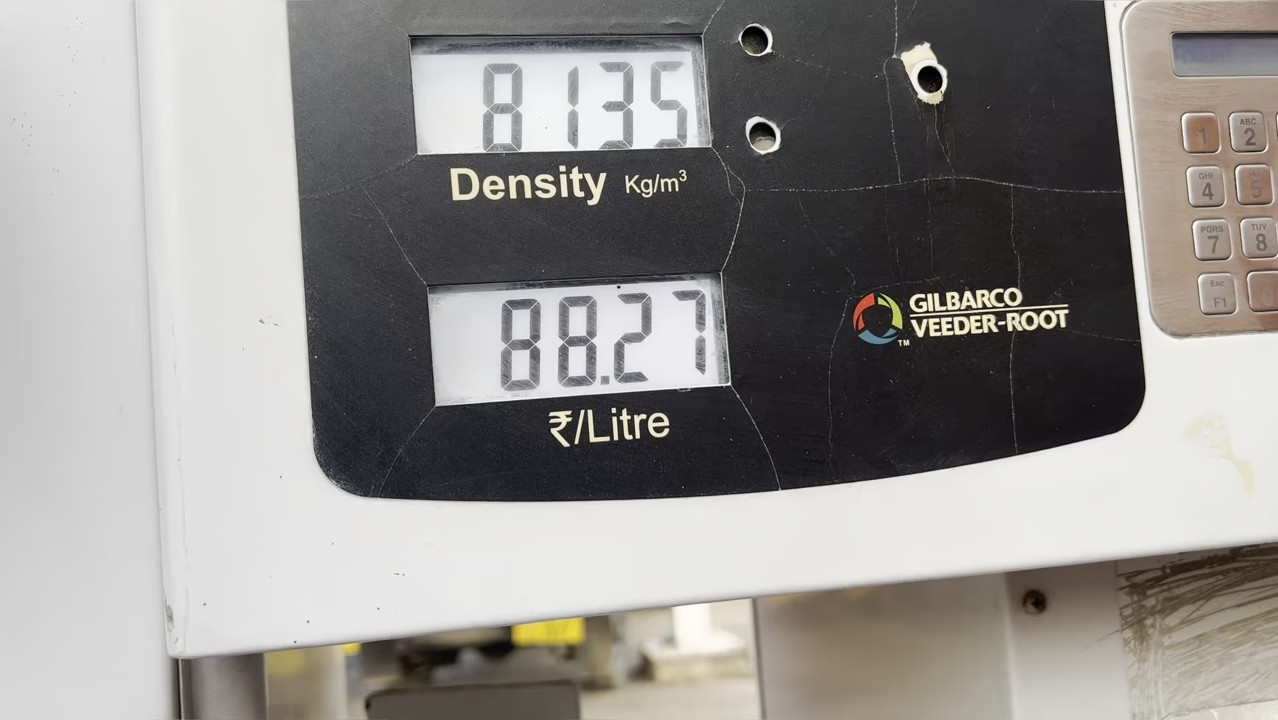 8135
Density Kg/m³
88.27
₹/Litre
GILBARCO
VEEDER-ROOT
TM
1
ABC 2
GHI 4
5
PQRS 7
TUV 8
Esc F1